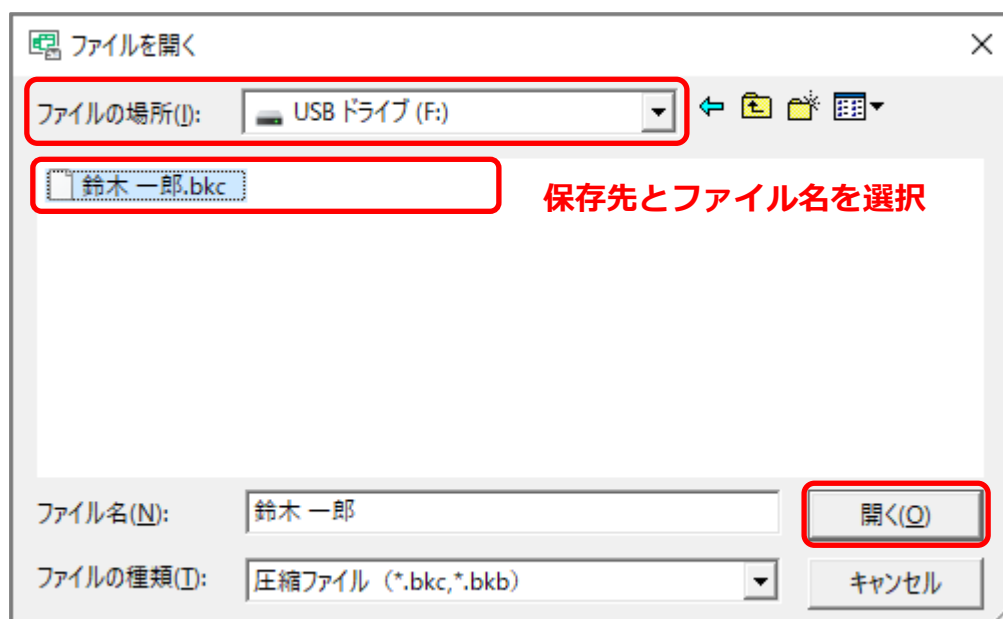 ファイルを開く
ファイルの場所(I):
USB ドライブ (F:)
鈴木 一郎.bkc
保存先とファイル名を選択
ファイル名(N):
鈴木 一郎
開く(O)
ファイルの種類(T):
圧縮ファイル (*.bkc,*.bkb)
キャンセル